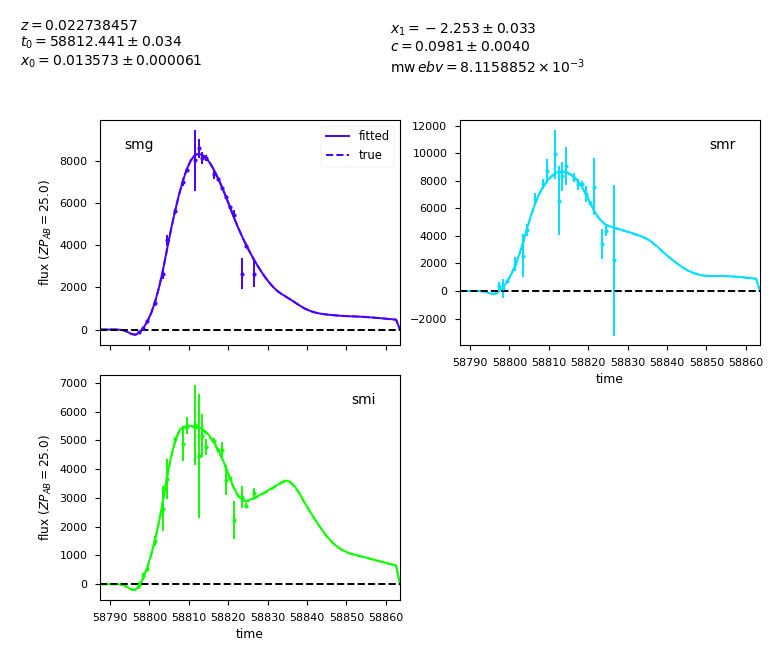 z = 0.022738457
t₀ = 58812.441 ± 0.034
x₀ = 0.013573 ± 0.000061
x₁ = −2.253 ± 0.033
c = 0.0981 ± 0.0040
mw ebv = 8.1158852 × 10⁻³
smg
fitted
true
8000
6000
4000
2000
0
flux (ZP_AB = 25.0)
smr
12000
10000
8000
6000
4000
2000
0
−2000
58790 58800 58810 58820 58830 58840 58850 58860
time
smi
7000
6000
5000
4000
3000
2000
1000
0
flux (ZP_AB = 25.0)
58790 58800 58810 58820 58830 58840 58850 58860
time